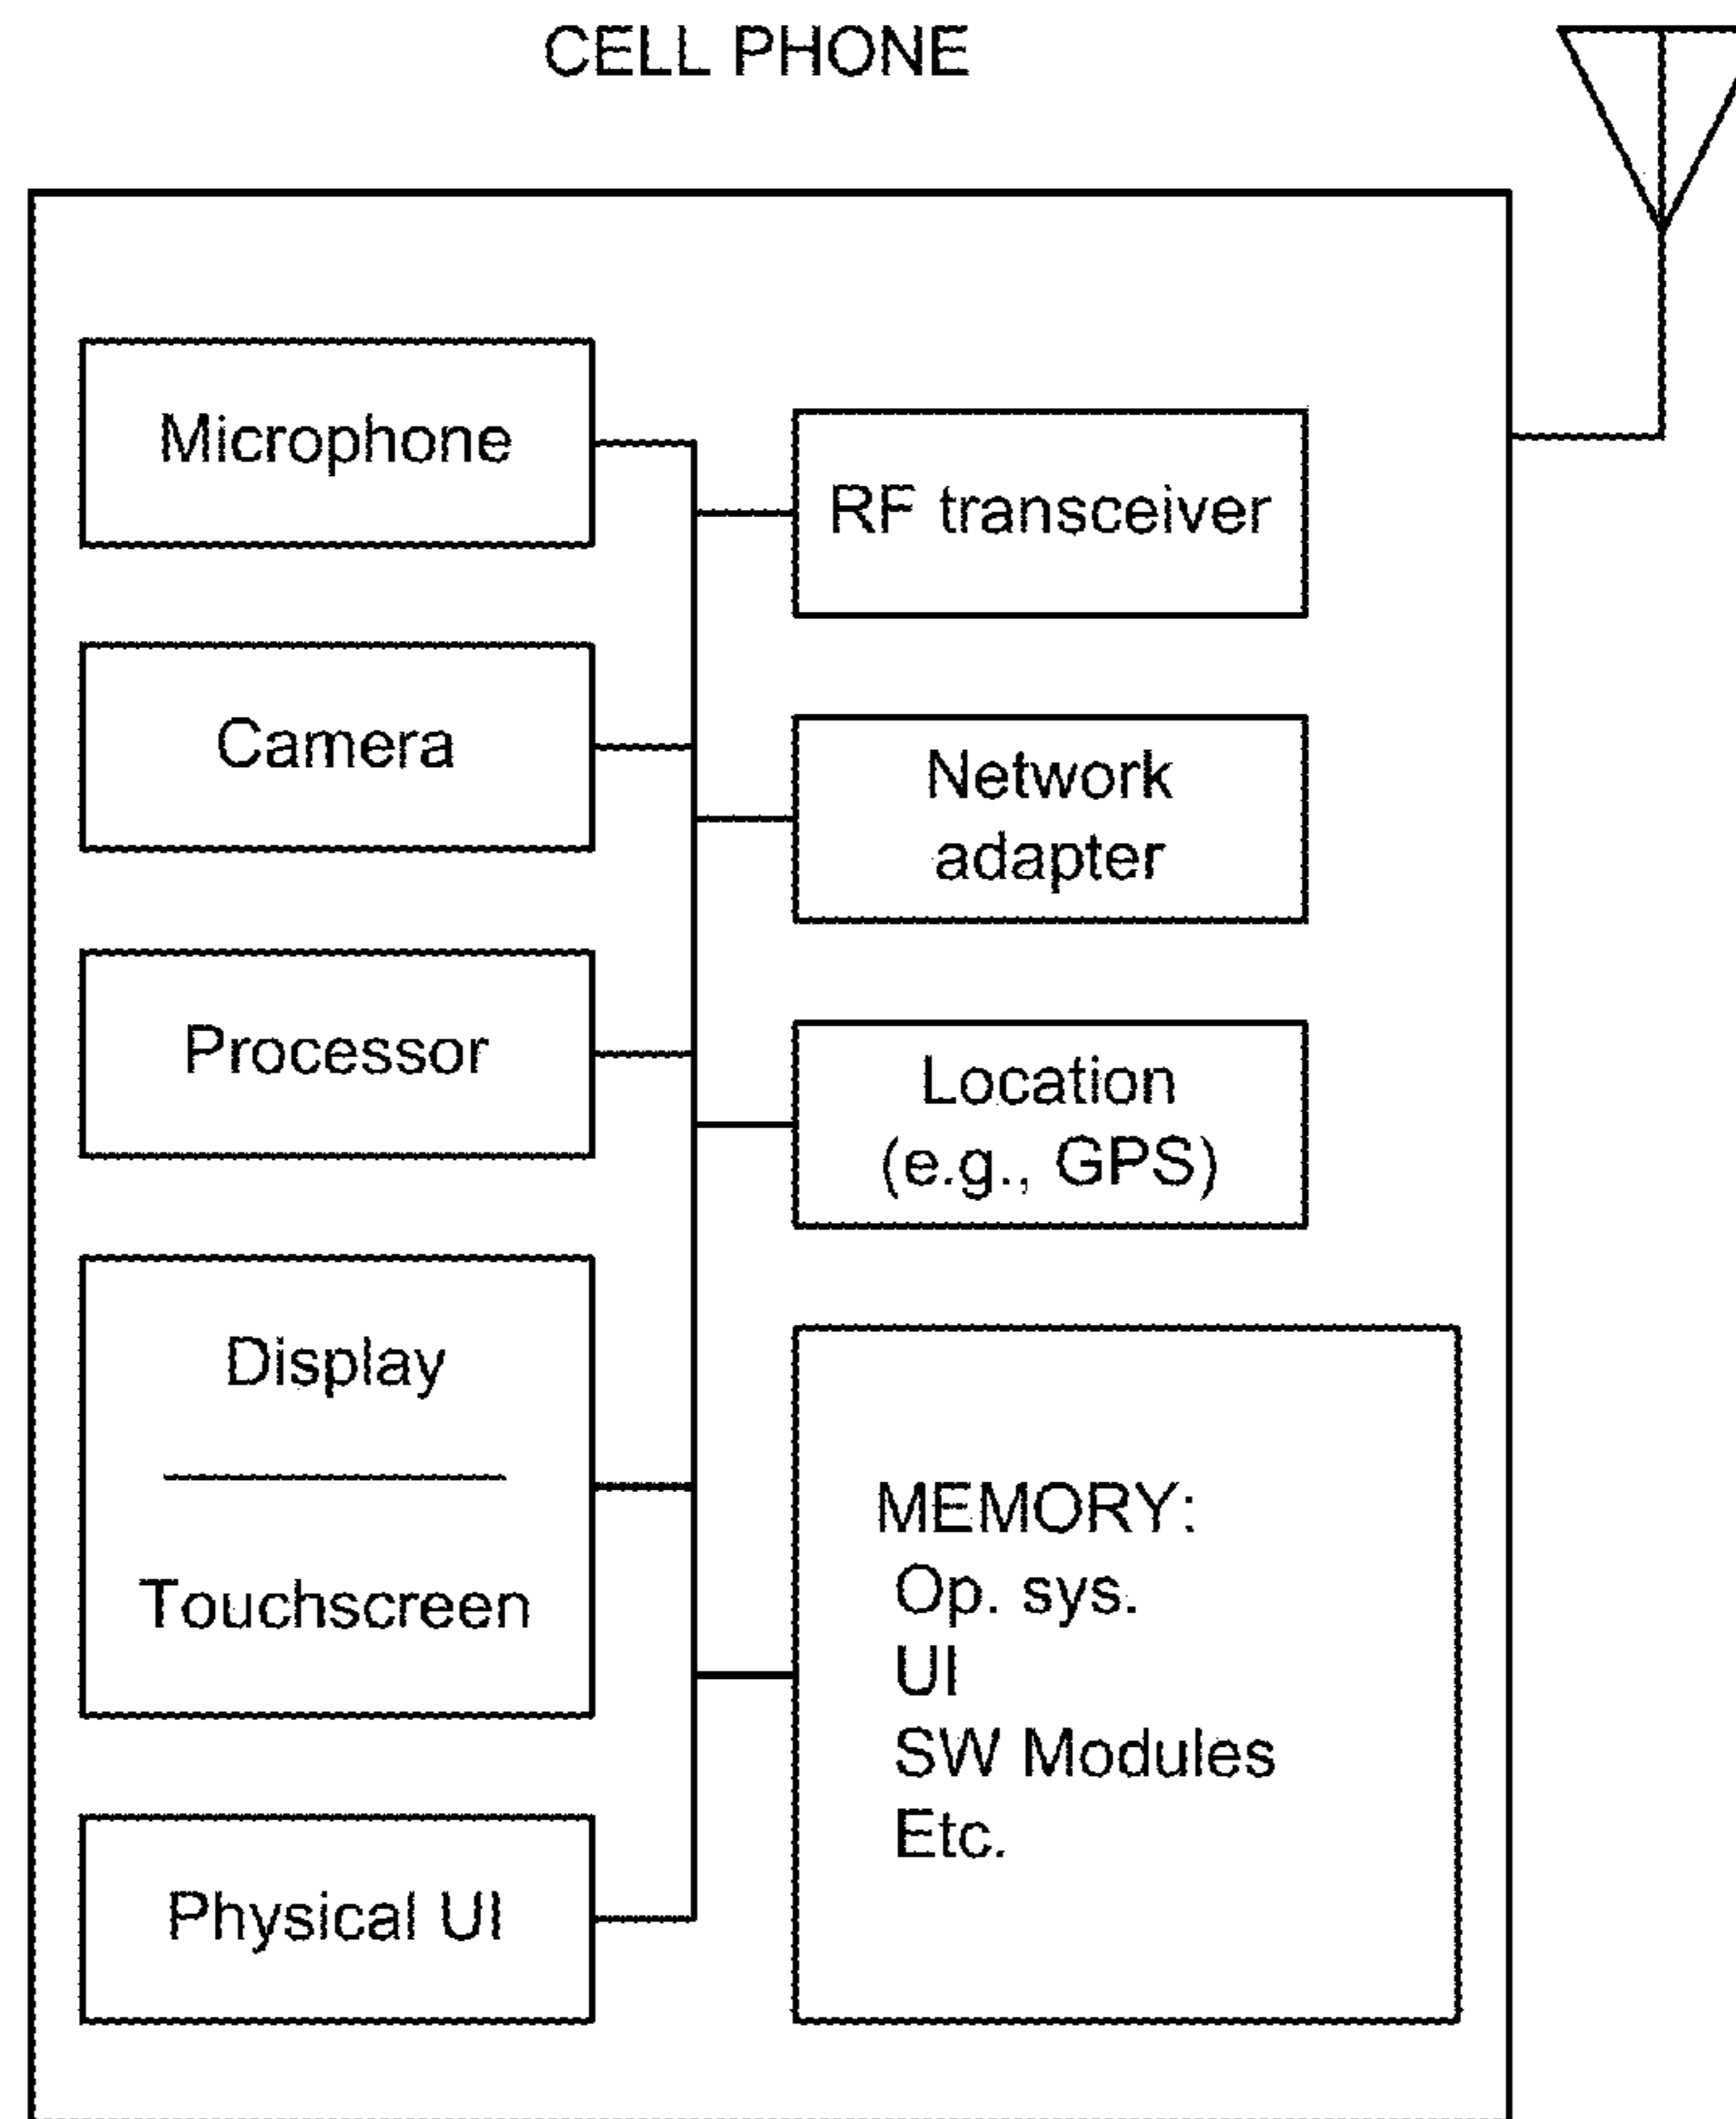 CELL PHONE
Microphone
RF transceiver
Camera
Network
adapter
Processor
Location
(e.g., GPS)
Display
Touchscreen
MEMORY:
Op. sys.
UI
SW Modules
Etc.
Physical UI